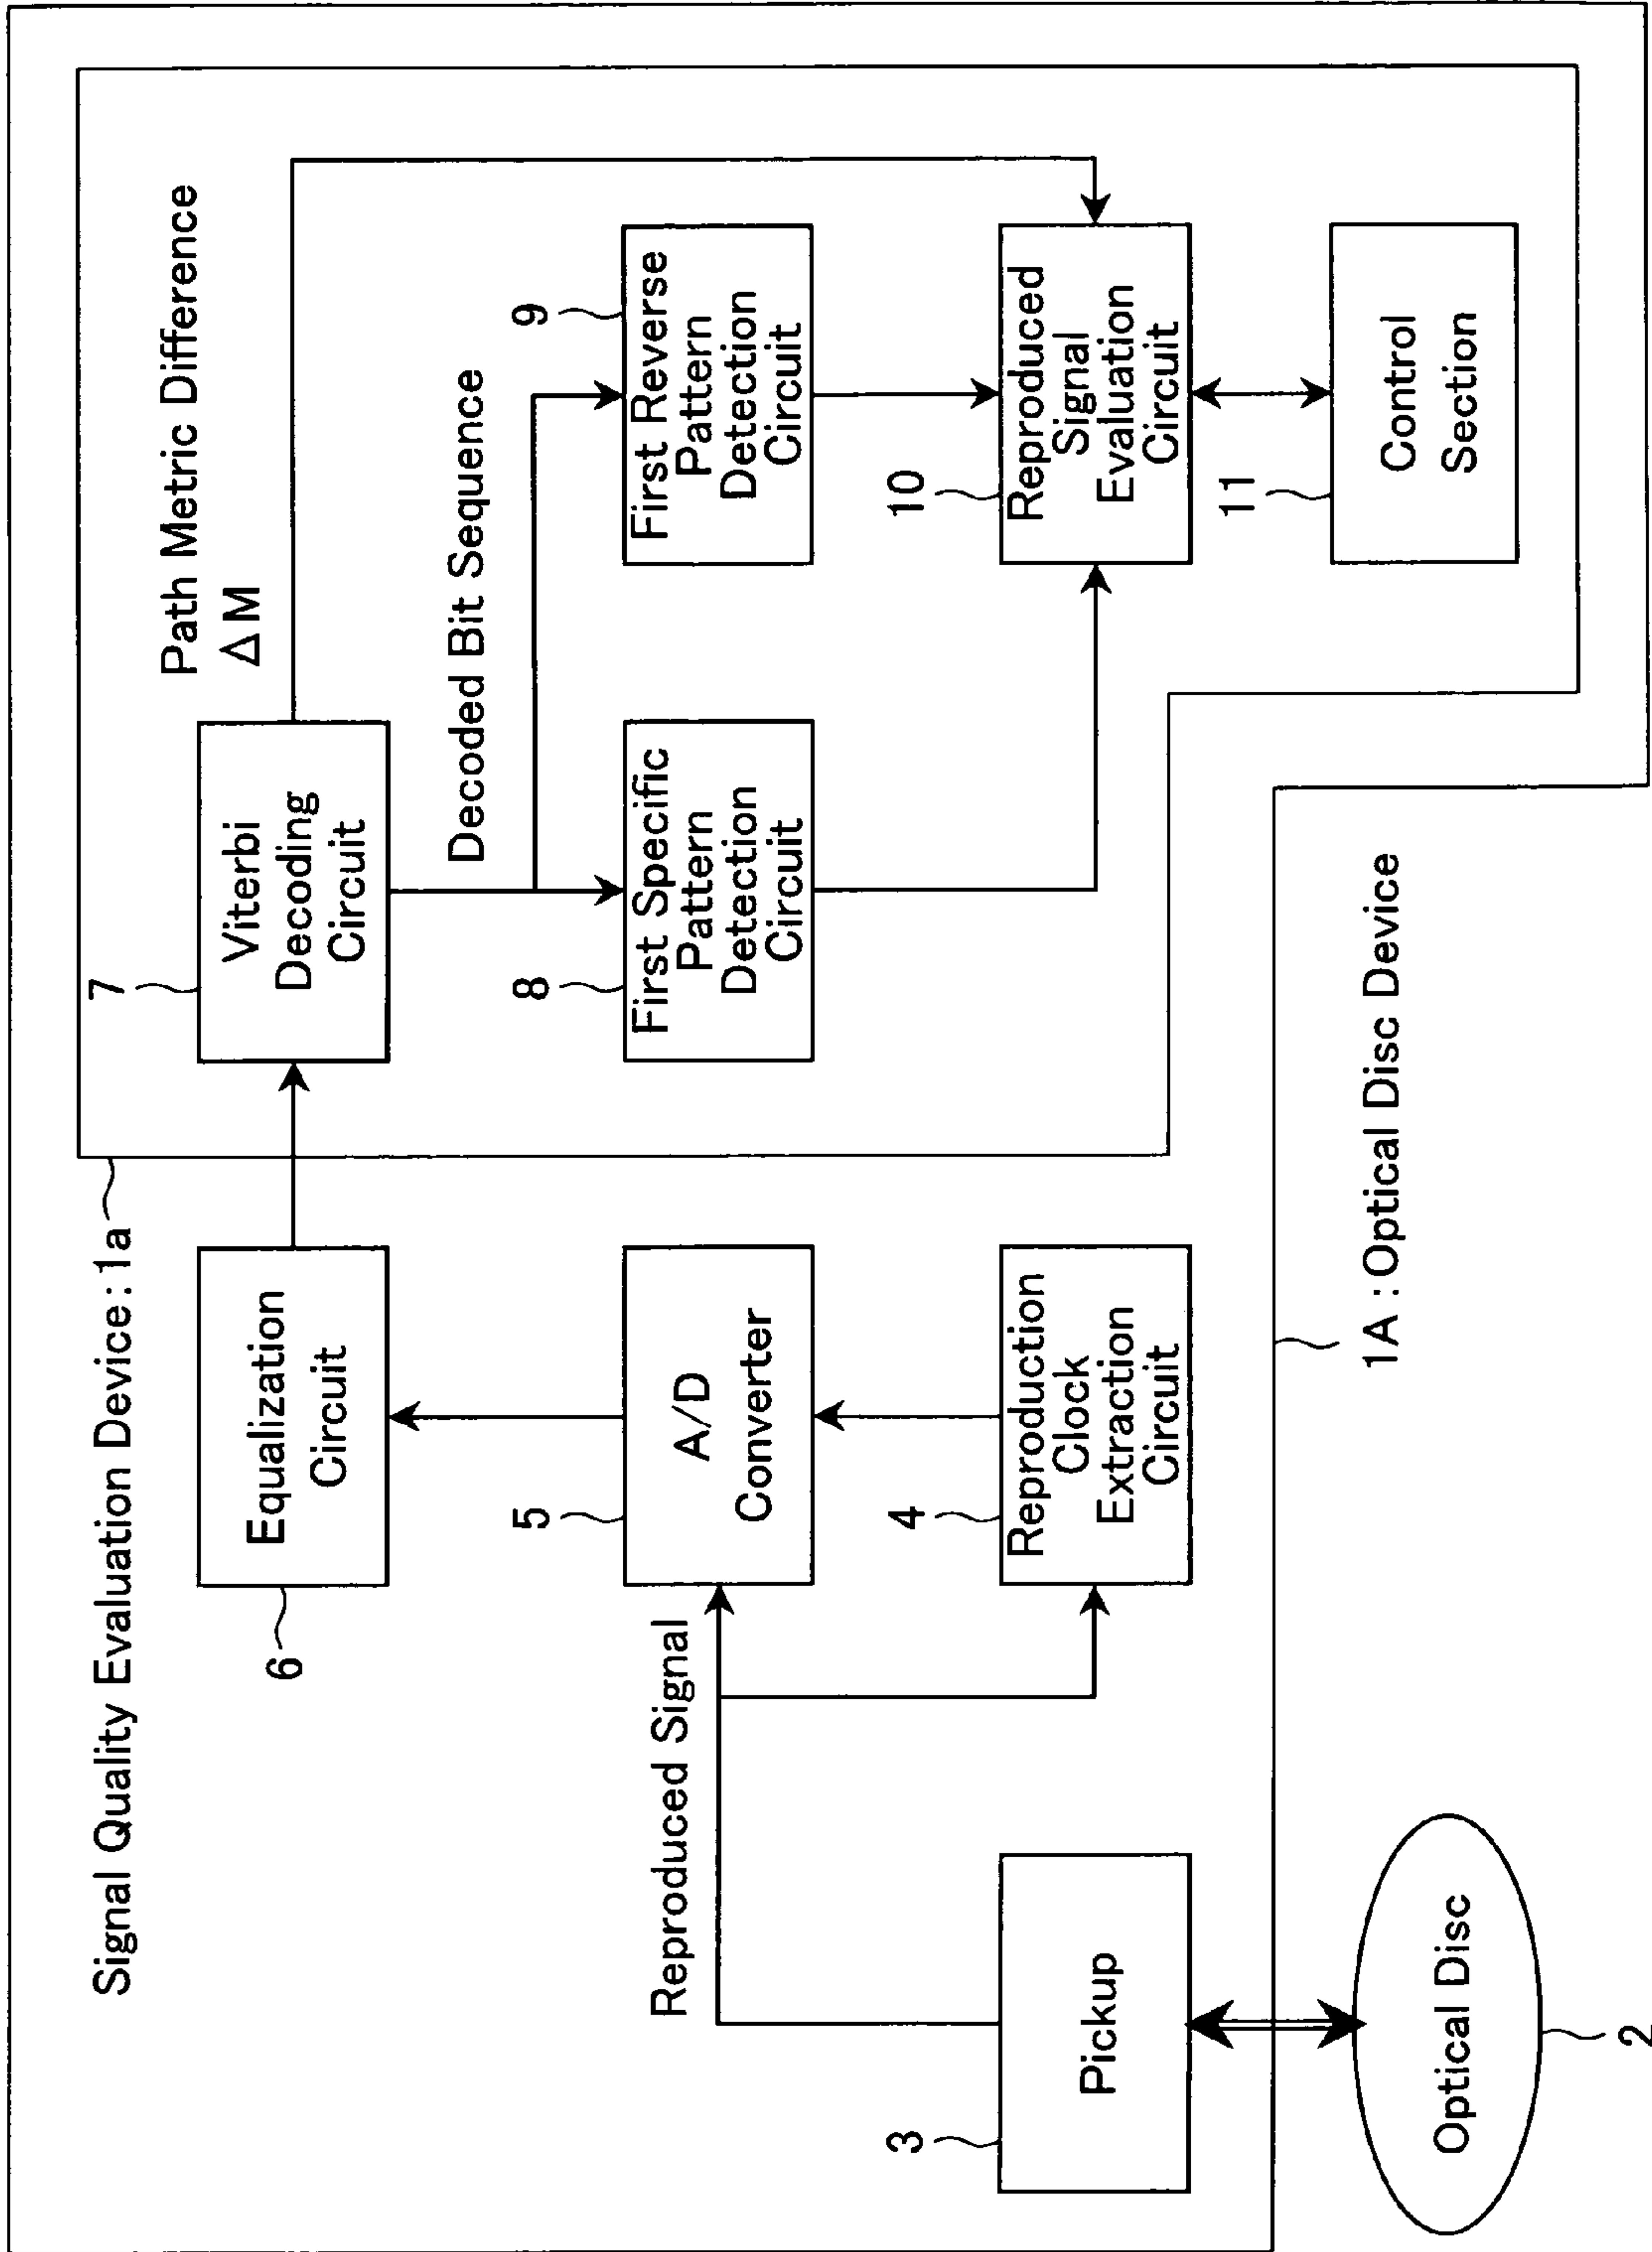 Signal Quality Evaluation Device:1a
Path Metric Difference
ΔM
6
Equalization
Circuit
7
Viterbi
Decoding
Circuit
Decoded Bit Sequence
Reproduced Signal
5
A/D
Converter
8
First Specific
Pattern
Detection
Circuit
9
First Reverse
Pattern
Detection
Circuit
3
Pickup
4
Reproduction
Clock
Extraction
Circuit
10
Reproduced
Signal
Evaluation
Circuit
11
Control
Section
1A : Optical Disc Device
Optical Disc
2